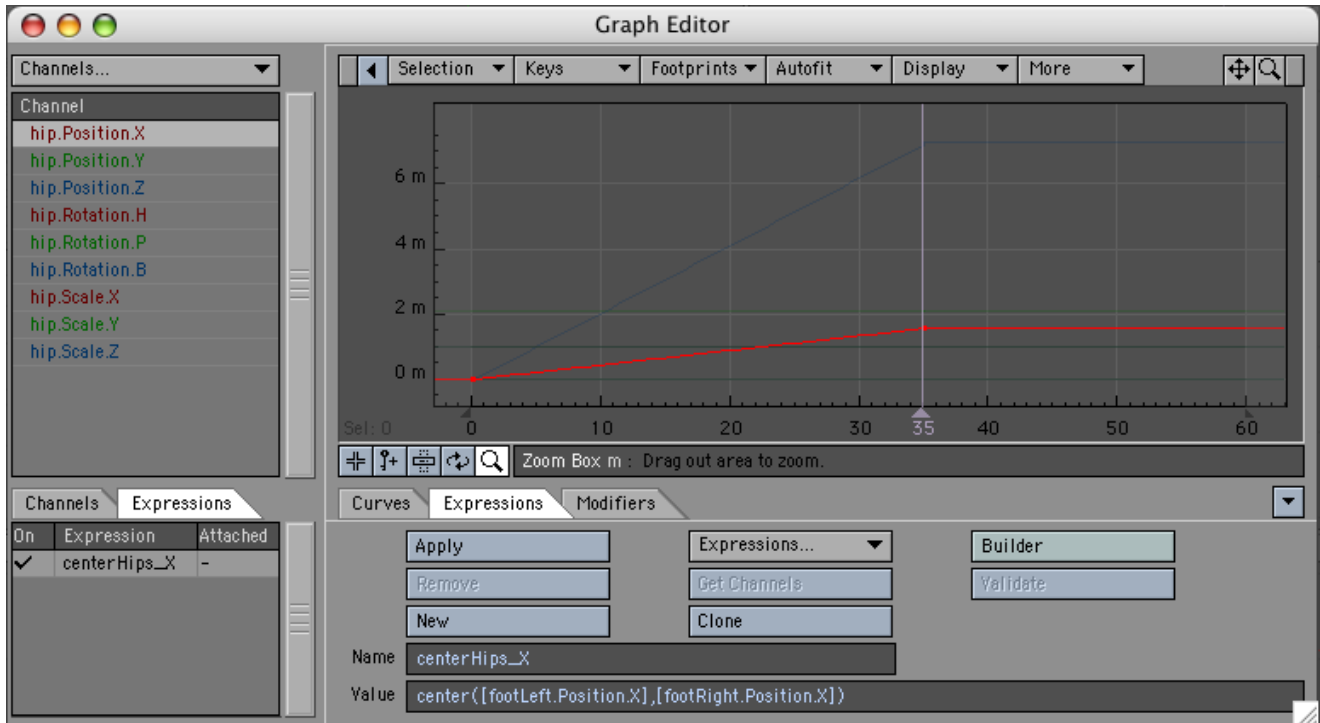 Graph Editor
Channels...
Selection Keys Footprints Autofit Display More
Channel
hip.Position.X
hip.Position.Y
hip.Position.Z
hip.Rotation.H
hip.Rotation.P
hip.Rotation.B
hip.Scale.X
hip.Scale.Y
hip.Scale.Z
6 m
4 m
2 m
0 m
Sel: 0 0 10 20 30 35 40 50 60
Zoom Box m : Drag out area to zoom.
Channels Expressions
Curves Expressions Modifiers
On Expression Attached
centerHips_X -
Apply Expressions... Builder
Remove Get Channels Validate
New Clone
Name centerHips_X
Value center([footLeft.Position.X],[footRight.Position.X])